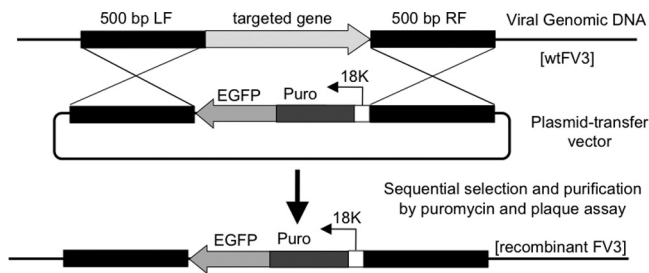 500 bp LF targeted gene 500 bp RF Viral Genomic DNA
[wtFV3]
EGFP Puro 18K
Plasmid-transfer
vector
Sequential selection and purification
by puromycin and plaque assay
EGFP Puro 18K
[recombinant FV3]